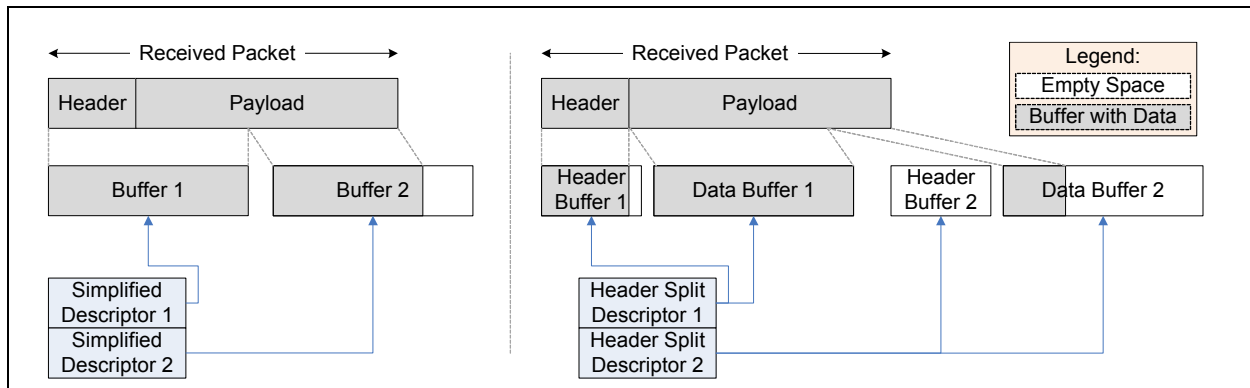 Received Packet
Header
Payload
Buffer 1
Buffer 2
Simplified
Descriptor 1
Simplified
Descriptor 2
Received Packet
Header
Payload
Header
Buffer 1
Data Buffer 1
Header
Buffer 2
Data Buffer 2
Header Split
Descriptor 1
Header Split
Descriptor 2
Legend:
Empty Space
Buffer with Data